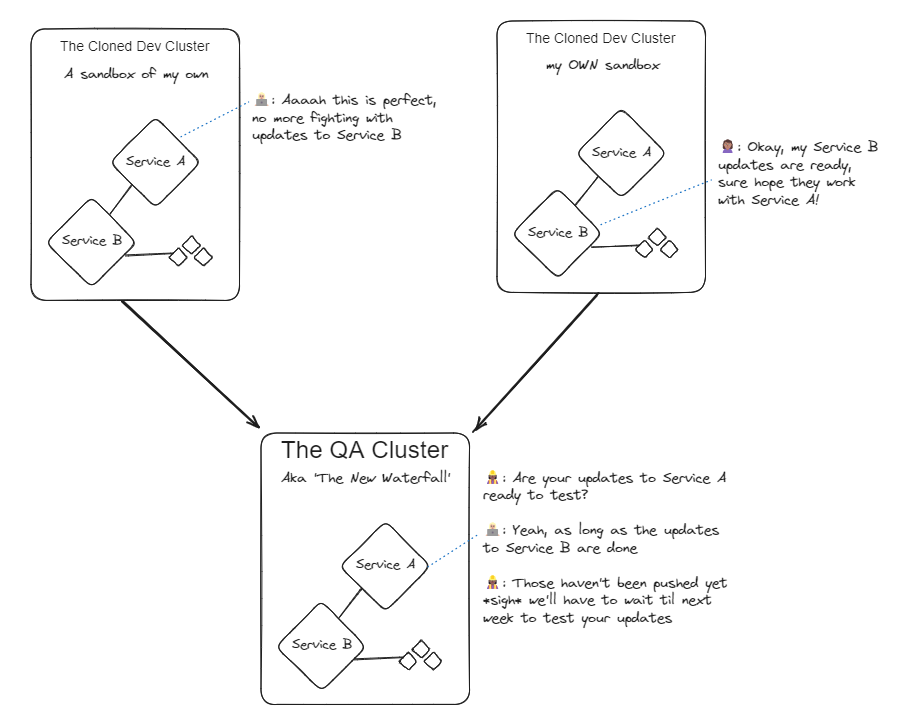 The Cloned Dev Cluster
A sandbox of my own
Service A
Service B
👨🏼‍💻: Aaaah this is perfect,
no more fighting with
updates to Service B
The Cloned Dev Cluster
my OWN sandbox
Service A
Service B
💁🏾‍♀️: Okay, my Service B
updates are ready,
sure hope they work
with Service A!
The QA Cluster
Aka 'The New Waterfall'
Service A
Service B
👷🏾‍♀️: Are your updates to Service A
ready to test?
👨🏼‍💻: Yeah, as long as the updates
to Service B are done
👷🏾‍♀️: Those haven't been pushed yet
*sigh* we'll have to wait til next
week to test your updates